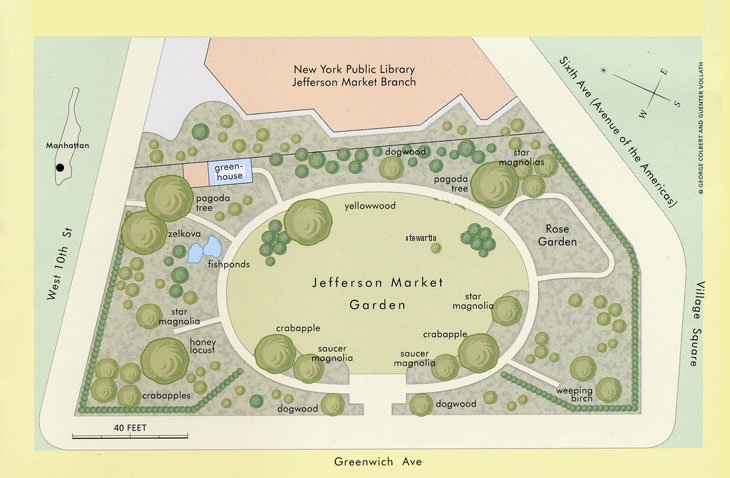 New York Public Library
Jefferson Market Branch
Sixth Ave (Avenue of the Americas)
E
W
S
© GEORGE COLBERT AND GUENTER VOLLATH
Manhattan
green-
house
dogwood
star
magnolias
pagoda
tree
pagoda
tree
yellowwood
zelkova
stewartia
Rose
Garden
West 10th St
fishponds
Jefferson Market
Garden
Village Square
star
magnolia
star
magnolia
crabapple
crabapple
honey
locust
saucer
magnolia
saucer
magnolia
crabapples
weeping
birch
dogwood
dogwood
40 FEET
Greenwich Ave